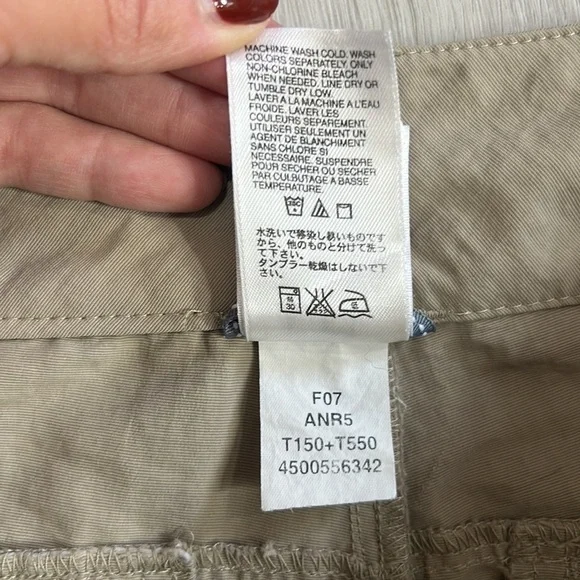 MACHINE WASH COLD. WASH
COLORS SEPARATELY. ONLY
NON-CHLORINE BLEACH
WHEN NEEDED. LINE DRY OR
TUMBLE DRY LOW.
LAVER À LA MACHINE À L'EAU
FROIDE. LAVER LES
COULEURS SEPAREMENT.
UTILISER SEULEMENT UN
AGENT DE BLANCHIMENT
SANS CHLORE SI
NECESSAIRE. SUSPENDRE
POUR SECHER OU SECHER
PAR CULBUTAGE A BASSE
TEMPERATURE.
水洗いで移染し易いものです
から、他のものと分けて洗っ
て下さい。
タンブラー乾燥はしないで下
さい。
30
F07
ANR5
T150+T550
4500556342